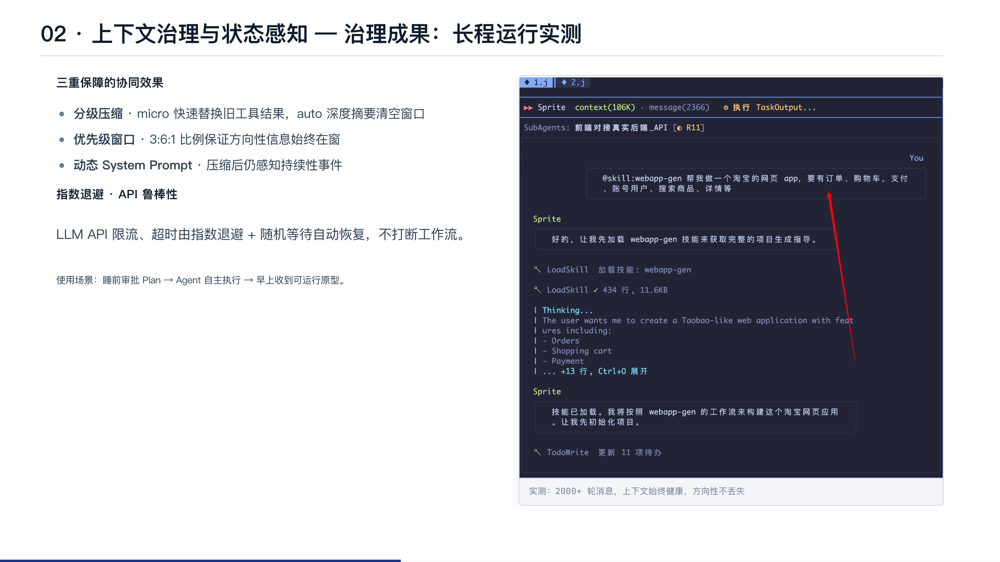 02 · 上下文治理与状态感知 — 治理成果：长程运行实测
三重保障的协同效果
分级压缩 · micro 快速替换旧工具结果，auto 深度摘要清空窗口
优先级窗口 · 3:6:1 比例保证方向性信息始终在窗
动态 System Prompt · 压缩后仍感知持续性事件
指数退避 · API 鲁棒性
LLM API 限流、超时由指数退避 + 随机等待自动恢复，不打断工作流。
使用场景：睡前审批 Plan → Agent 自主执行 → 早上收到可运行原型。
♦ 1.j ♦ 2.j
▶▶ Sprite context(106K) · message(2366) ⚙ 执行 TaskOutput...
SubAgents: 前端对接真实后端_API [◐ R11]
You
@skill:webapp-gen 帮我做一个淘宝的网页 app，要有订单、购物车，支付
、账号用户、搜索商品、详情等
Sprite
好的，让我先加载 webapp-gen 技能来获取完整的项目生成指导。
🔧 LoadSkill 加载技能: webapp-gen
🔧 LoadSkill ✓ 434 行, 11.6KB
| Thinking...
| The user wants me to create a Taobao-like web application with feat
| ures including:
| - Orders
| - Shopping cart
| - Payment
| ... +13 行, Ctrl+O 展开
Sprite
技能已加载。我将按照 webapp-gen 的工作流来构建这个淘宝网页应用
。让我先初始化项目。
🔧 TodoWrite 更新 11 项待办
实测：2000+ 轮消息，上下文始终健康，方向性不丢失